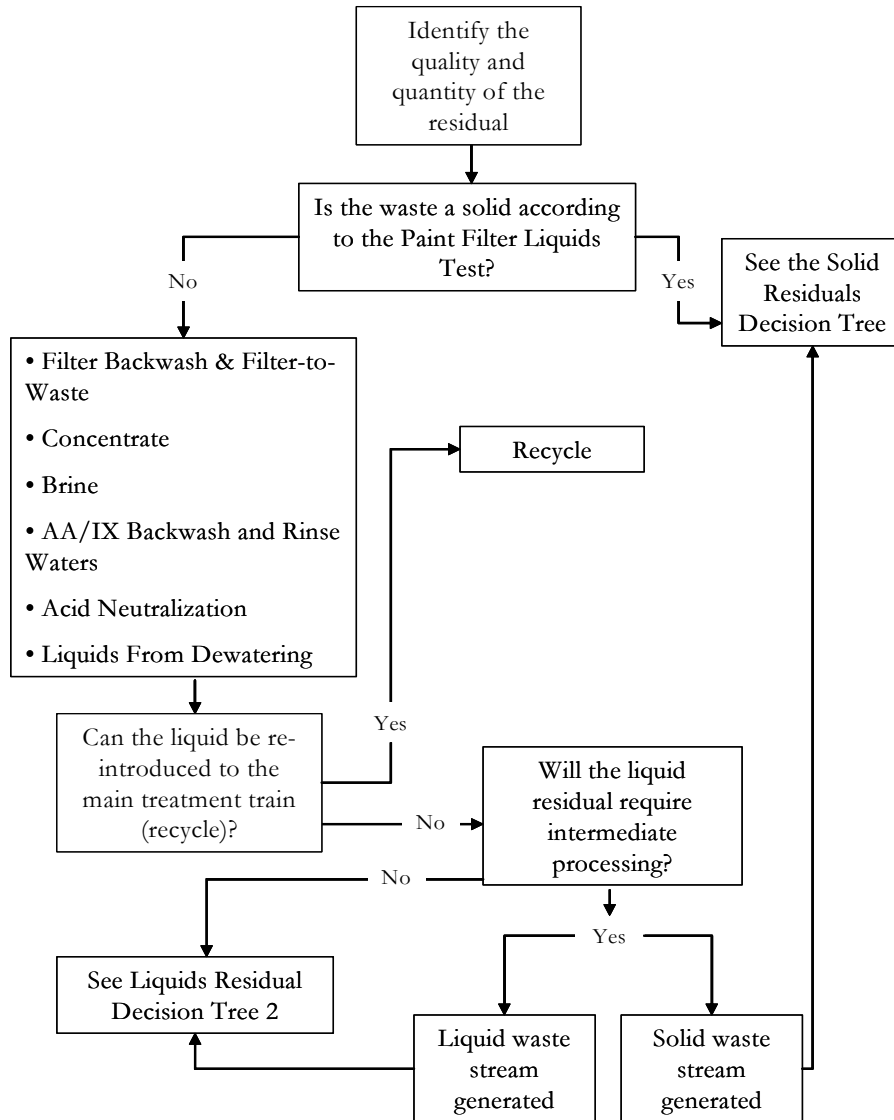 Identify the
quality and
quantity of the
residual
Is the waste a solid according
to the Paint Filter Liquids
Test?
No
Yes
See the Solid
Residuals
Decision Tree
• Filter Backwash & Filter-to-
Waste
• Concentrate
• Brine
• AA/IX Backwash and Rinse
Waters
• Acid Neutralization
• Liquids From Dewatering
Recycle
Yes
Can the liquid be re-
introduced to the
main treatment train
(recycle)?
No
Will the liquid
residual require
intermediate
processing?
No
Yes
See Liquids Residual
Decision Tree 2
Liquid waste
stream
generated
Solid waste
stream
generated